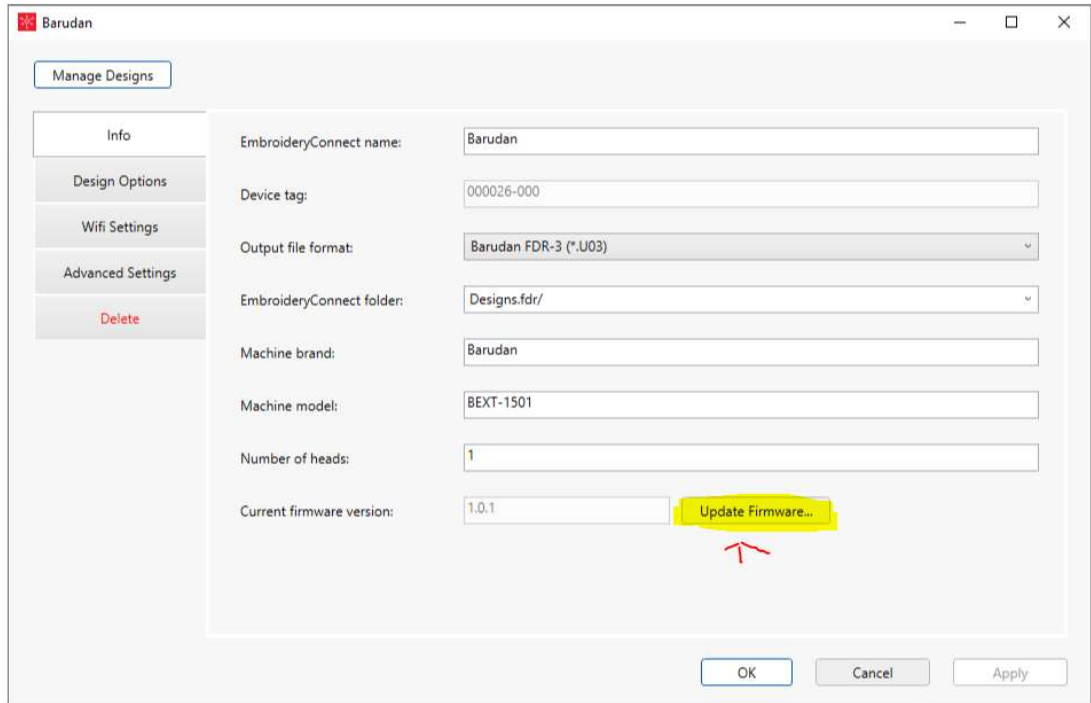 Barudan
Manage Designs
Info
Design Options
Wifi Settings
Advanced Settings
Delete
EmbroideryConnect name: Barudan
Device tag: 000026-000
Output file format: Barudan FDR-3 (*.U03)
EmbroideryConnect folder: Designs.fdr/
Machine brand: Barudan
Machine model: BEXT-1501
Number of heads: 1
Current firmware version: 1.0.1 Update Firmware...
OK Cancel Apply